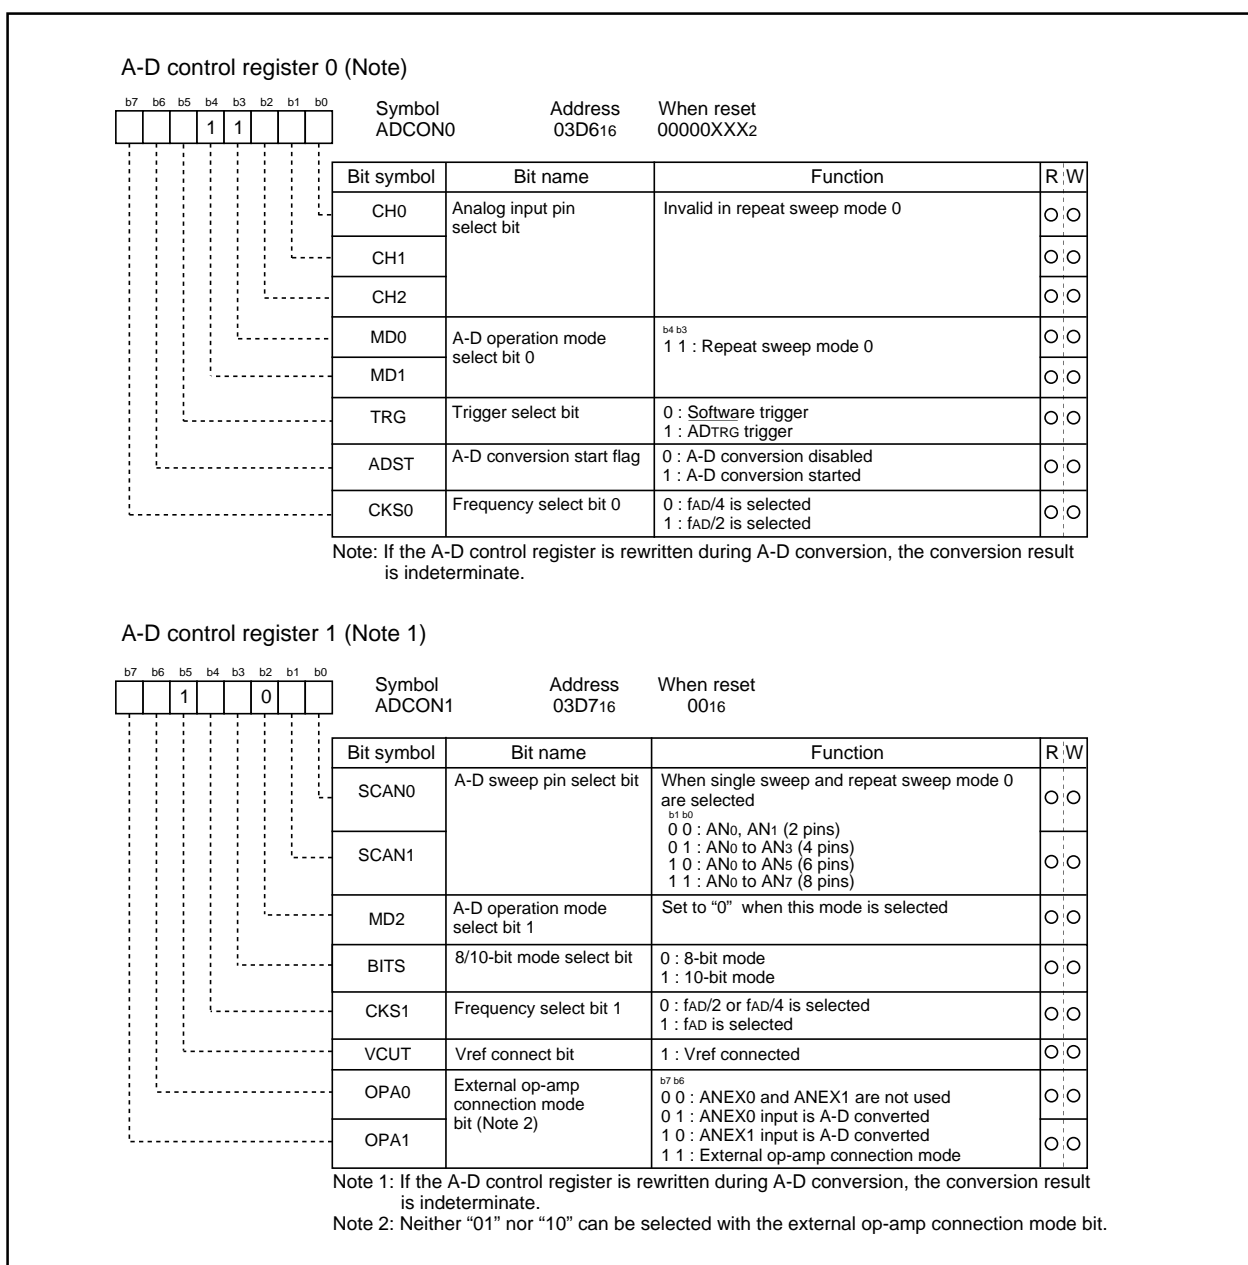 A-D control register 0 (Note)
b7 b6 b5 b4 b3 b2 b1 b0
1 1
Symbol Address When reset
ADCON0 03D616 00000XXX2
Bit symbol Bit name Function R W
CH0 Analog input pin select bit Invalid in repeat sweep mode 0
CH1
CH2
MD0 A-D operation mode select bit 0 b4 b3
1 1 : Repeat sweep mode 0
MD1
TRG Trigger select bit 0 : Software trigger
1 : ADTRG trigger
ADST A-D conversion start flag 0 : A-D conversion disabled
1 : A-D conversion started
CKS0 Frequency select bit 0 0 : fAD/4 is selected
1 : fAD/2 is selected
Note: If the A-D control register is rewritten during A-D conversion, the conversion result
is indeterminate.
A-D control register 1 (Note 1)
b7 b6 b5 b4 b3 b2 b1 b0
1 0
Symbol Address When reset
ADCON1 03D716 0016
Bit symbol Bit name Function R W
SCAN0 A-D sweep pin select bit When single sweep and repeat sweep mode 0
are selected
b1 b0
0 0 : AN0, AN1 (2 pins)
0 1 : AN0 to AN3 (4 pins)
SCAN1
1 0 : AN0 to AN5 (6 pins)
1 1 : AN0 to AN7 (8 pins)
MD2 A-D operation mode select bit 1 Set to “0” when this mode is selected
BITS 8/10-bit mode select bit 0 : 8-bit mode
1 : 10-bit mode
CKS1 Frequency select bit 1 0 : fAD/2 or fAD/4 is selected
1 : fAD is selected
VCUT Vref connect bit 1 : Vref connected
OPA0 External op-amp connection mode bit (Note 2) b7 b6
0 0 : ANEX0 and ANEX1 are not used
0 1 : ANEX0 input is A-D converted
OPA1
1 0 : ANEX1 input is A-D converted
1 1 : External op-amp connection mode
Note 1: If the A-D control register is rewritten during A-D conversion, the conversion result
is indeterminate.
Note 2: Neither “01” nor “10” can be selected with the external op-amp connection mode bit.